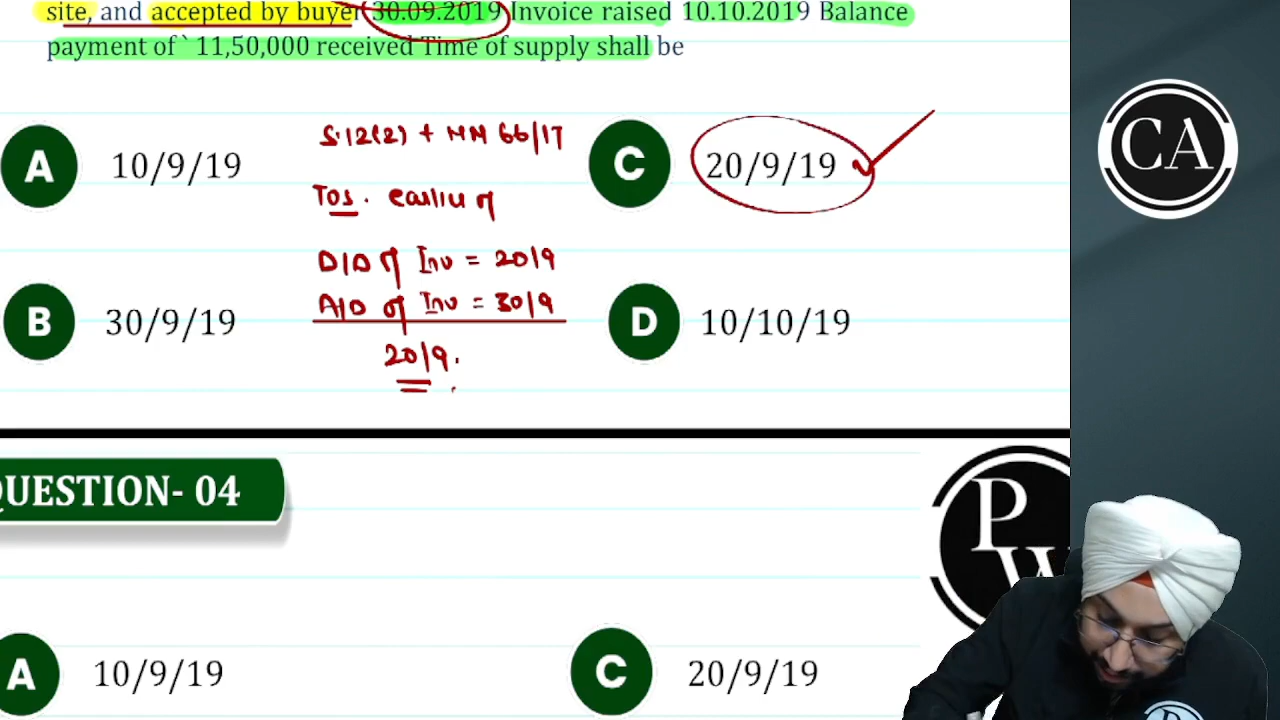 site, and accepted by buyer 30.09.2019 Invoice raised 10.10.2019 Balance
payment of ` 11,50,000 received Time of supply shall be
A 10/9/19
S.12(2) + NN 66/17
C 20/9/19
TOS. earlier of
D/D of Inv = 20/9
A/D of Inv = 30/9
B 30/9/19
D 10/10/19
20/9.
CA
QUESTION- 04
PW
A 10/9/19
C 20/9/19
PW